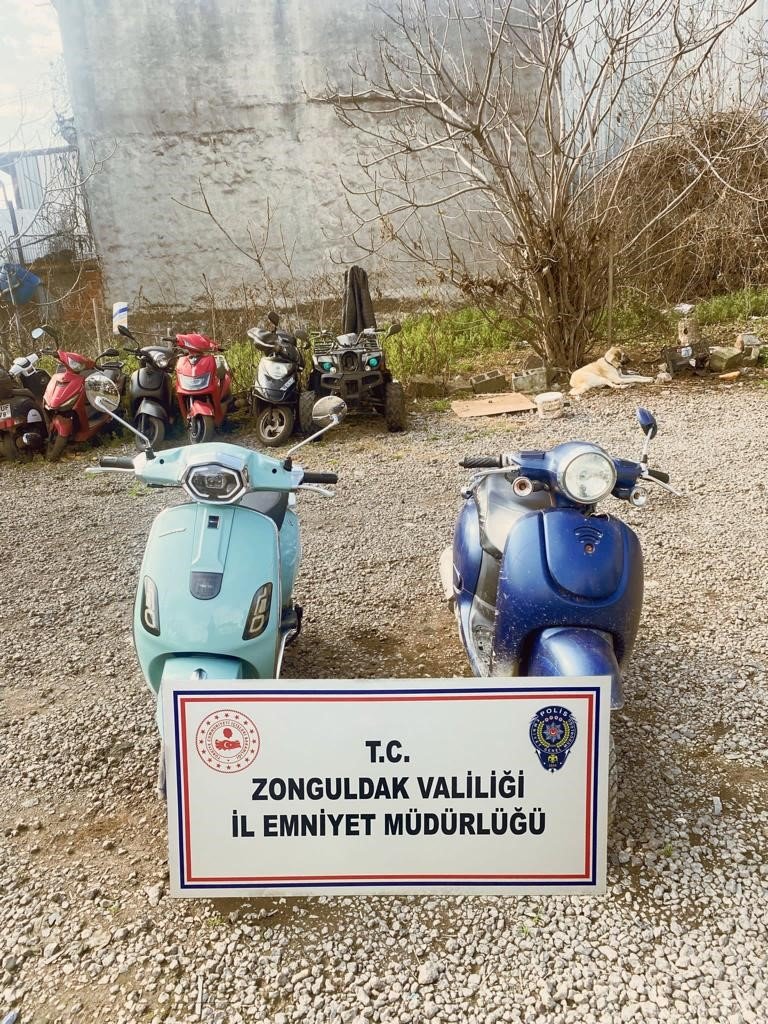 T.C.
ZONGULDAK VALİLİĞİ
İL EMNİYET MÜDÜRLÜĞÜ
POLİS